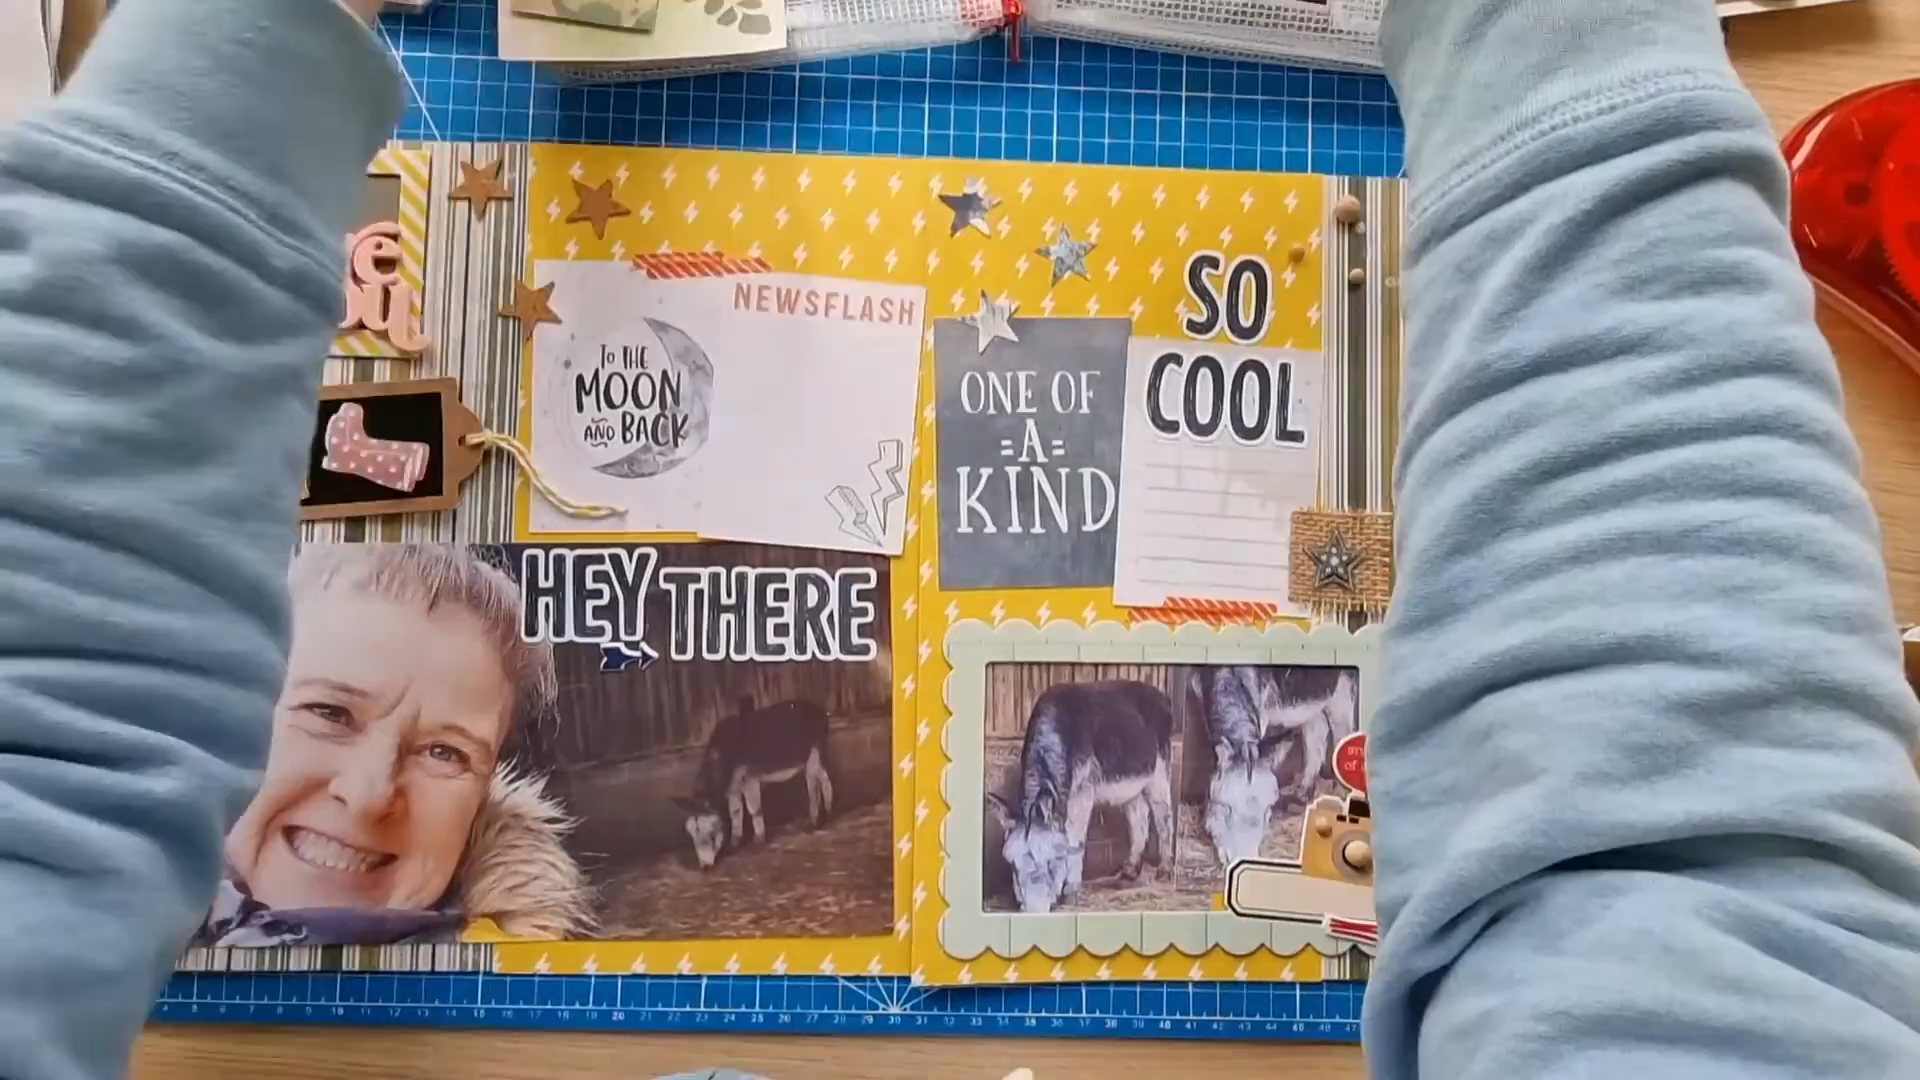 NEWSFLASH
TO THE
MOON
AND BACK
ONE OF
=A=
KIND
SO
COOL
HEY THERE